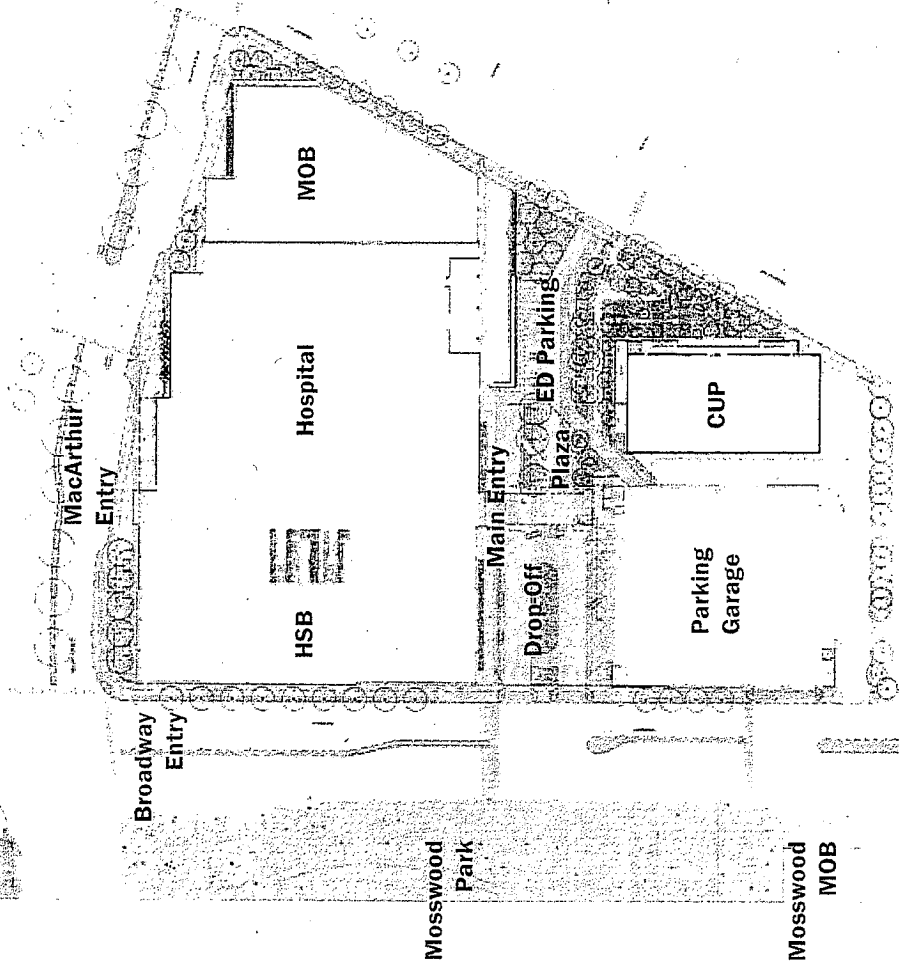 MacArthur
Entry
Broadway
Entry
HSB
Hospital
MOB
Mosswood
Park
Main Entry
Drop-Off
Plaza
ED Parking
Parking
Garage
CUP
Mosswood
MOB